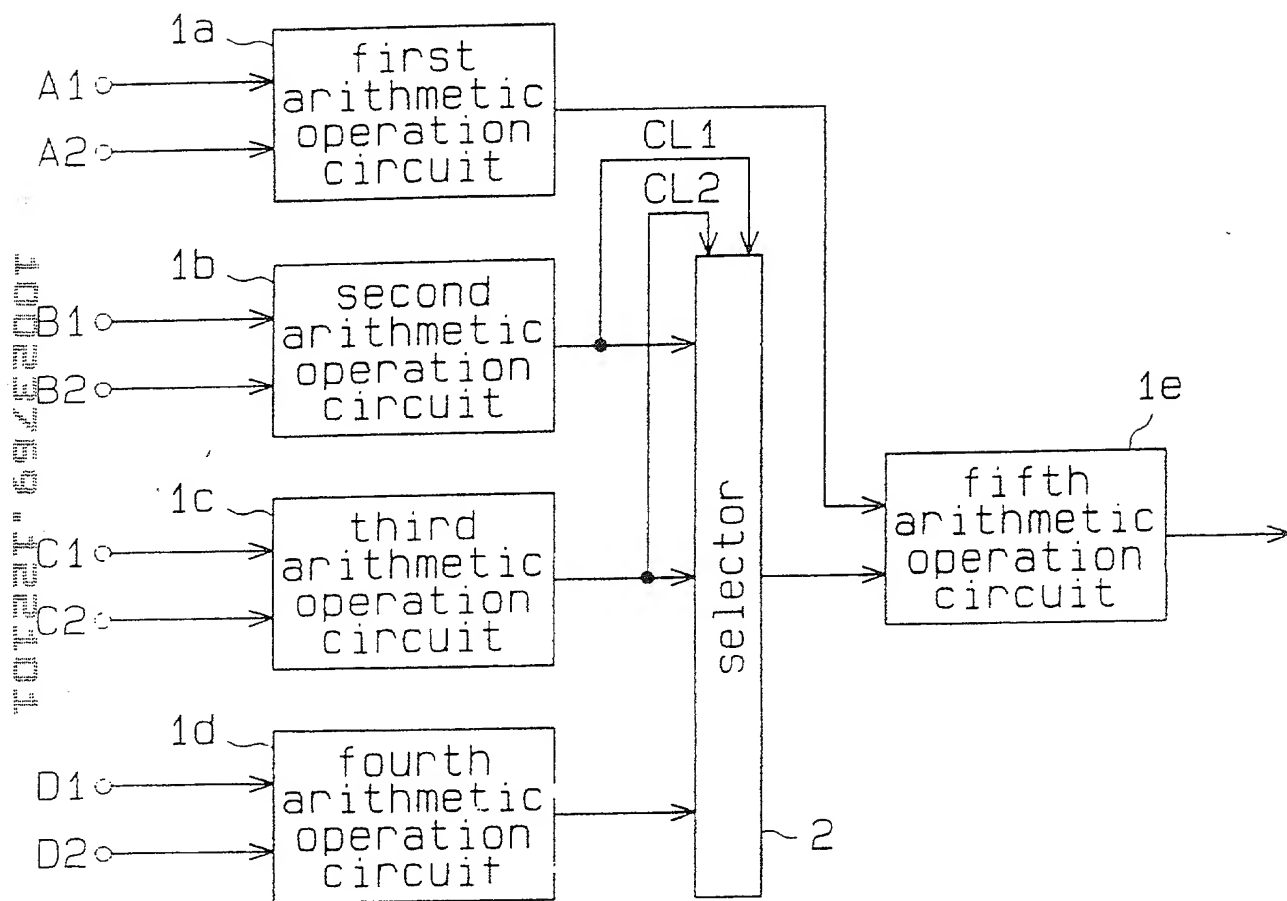 1a
first
arithmetic
operation
circuit
A1
A2
CL1
CL2
1b
second
arithmetic
operation
circuit
B1
B2
1c
third
arithmetic
operation
circuit
C1
C2
1d
fourth
arithmetic
operation
circuit
D1
D2
selector
2
1e
fifth
arithmetic
operation
circuit